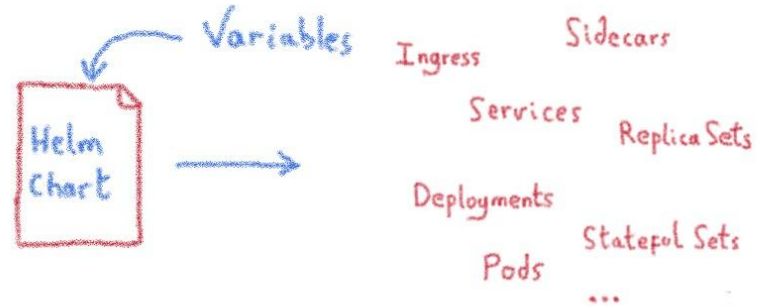 Variables
Helm
Chart
Ingress
Sidecars
Services
Replica Sets
Deployments
Stateful Sets
Pods
...